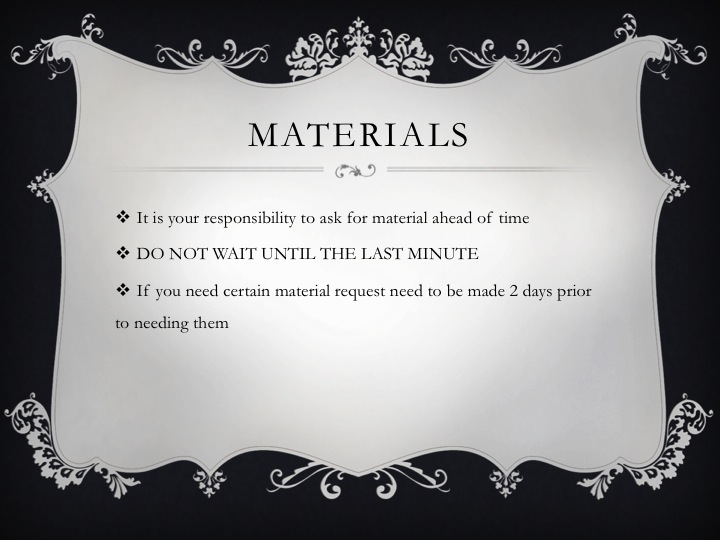 MATERIALS
❖ It is your responsibility to ask for material ahead of time
❖ DO NOT WAIT UNTIL THE LAST MINUTE
❖ If you need certain material request need to be made 2 days prior
to needing them